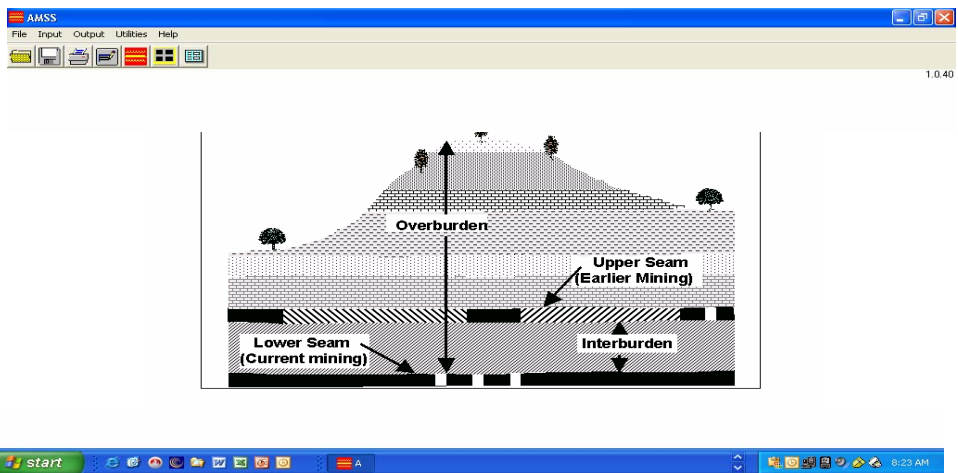 AMSS
File Input Output Utilities Help
1.0.40
Overburden
Upper Seam
(Earlier Mining)
Lower Seam
(Current mining)
Interburden
start
A
8:23 AM